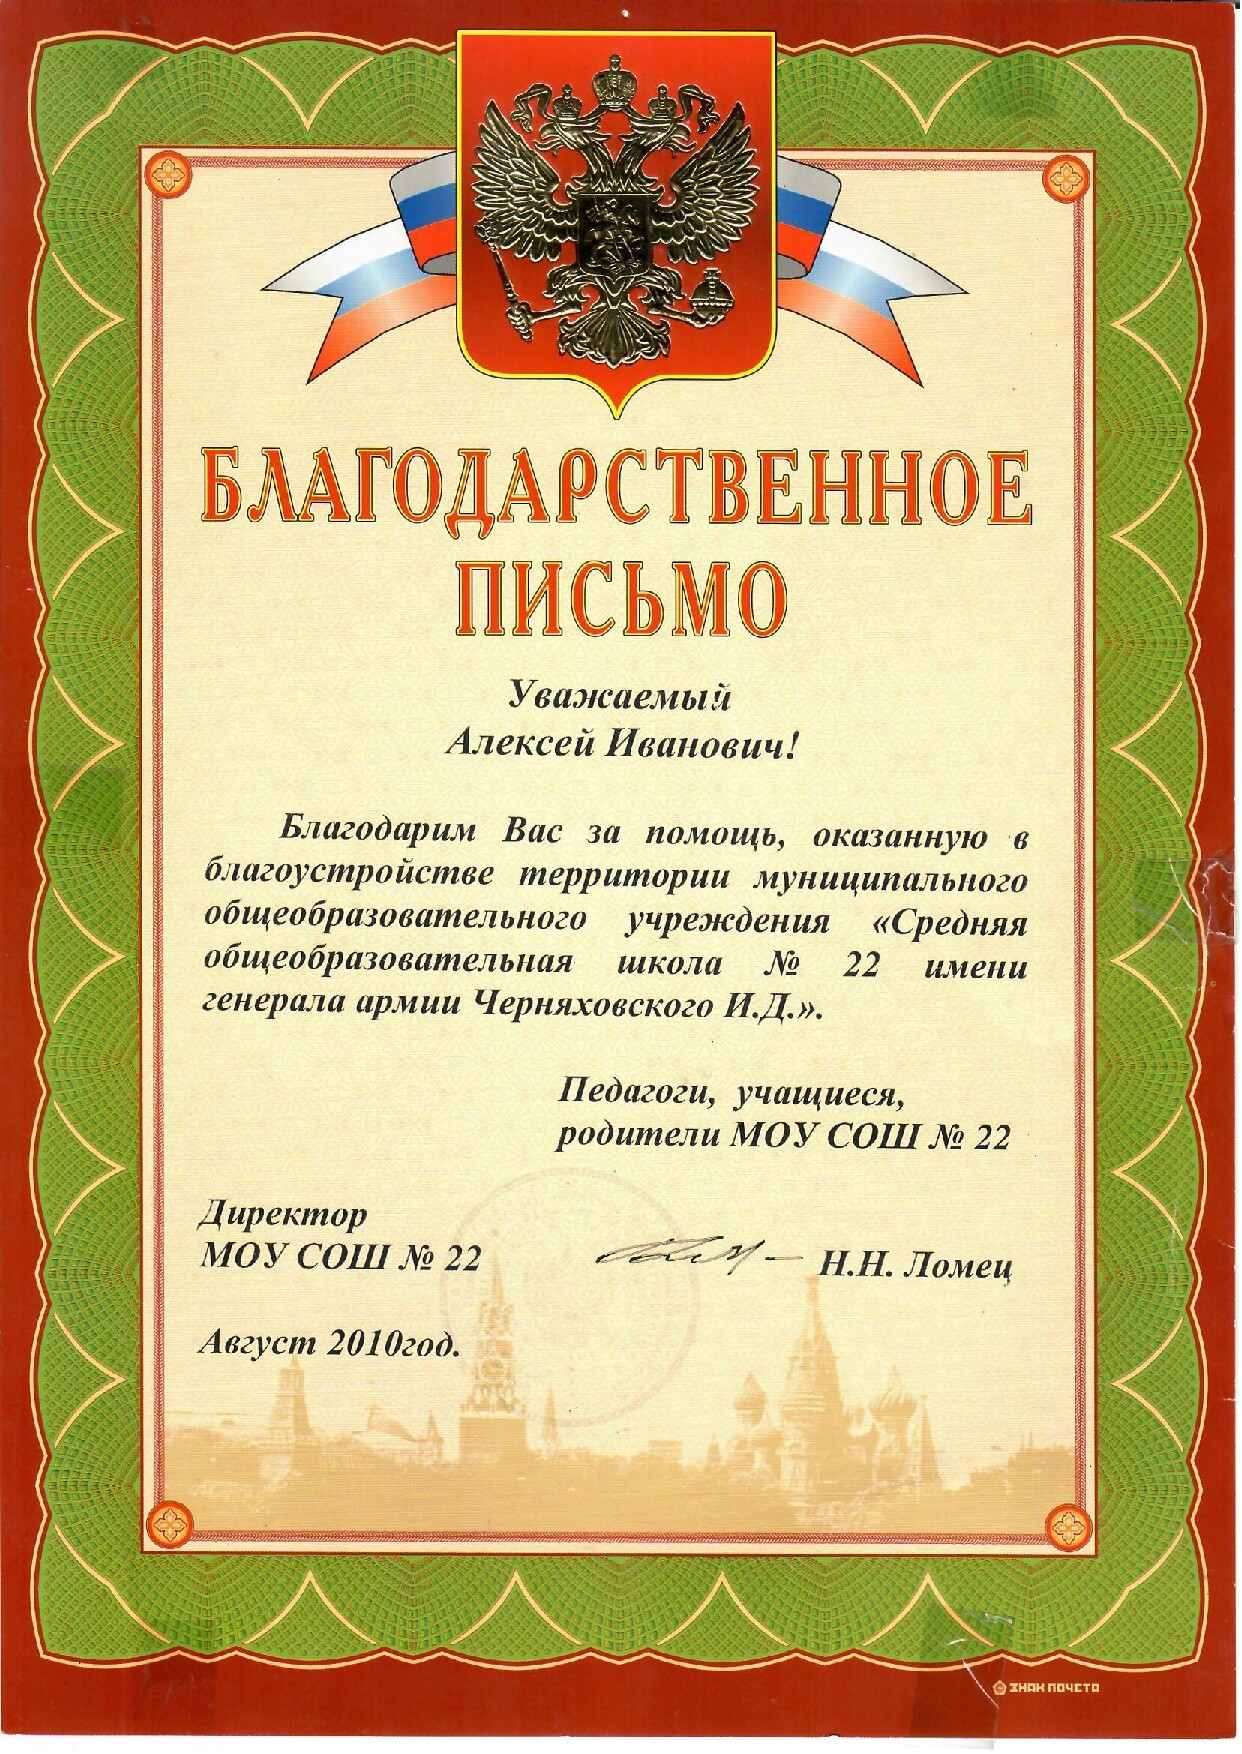 БЛАГОДАРСТВЕННОЕ
ПИСЬМО
Уважаемый
Алексей Иванович!
Благодарим Вас за помощь, оказанную в
благоустройстве территории муниципального
общеобразовательного учреждения «Средняя
общеобразовательная школа № 22 имени
генерала армии Черняховского И.Д.».
Педагоги, учащиеся,
родители МОУ СОШ № 22
Директор
МОУ СОШ № 22
Н.Н. Ломец
Август 2010год.
ЗНАК ПОЧЕТА